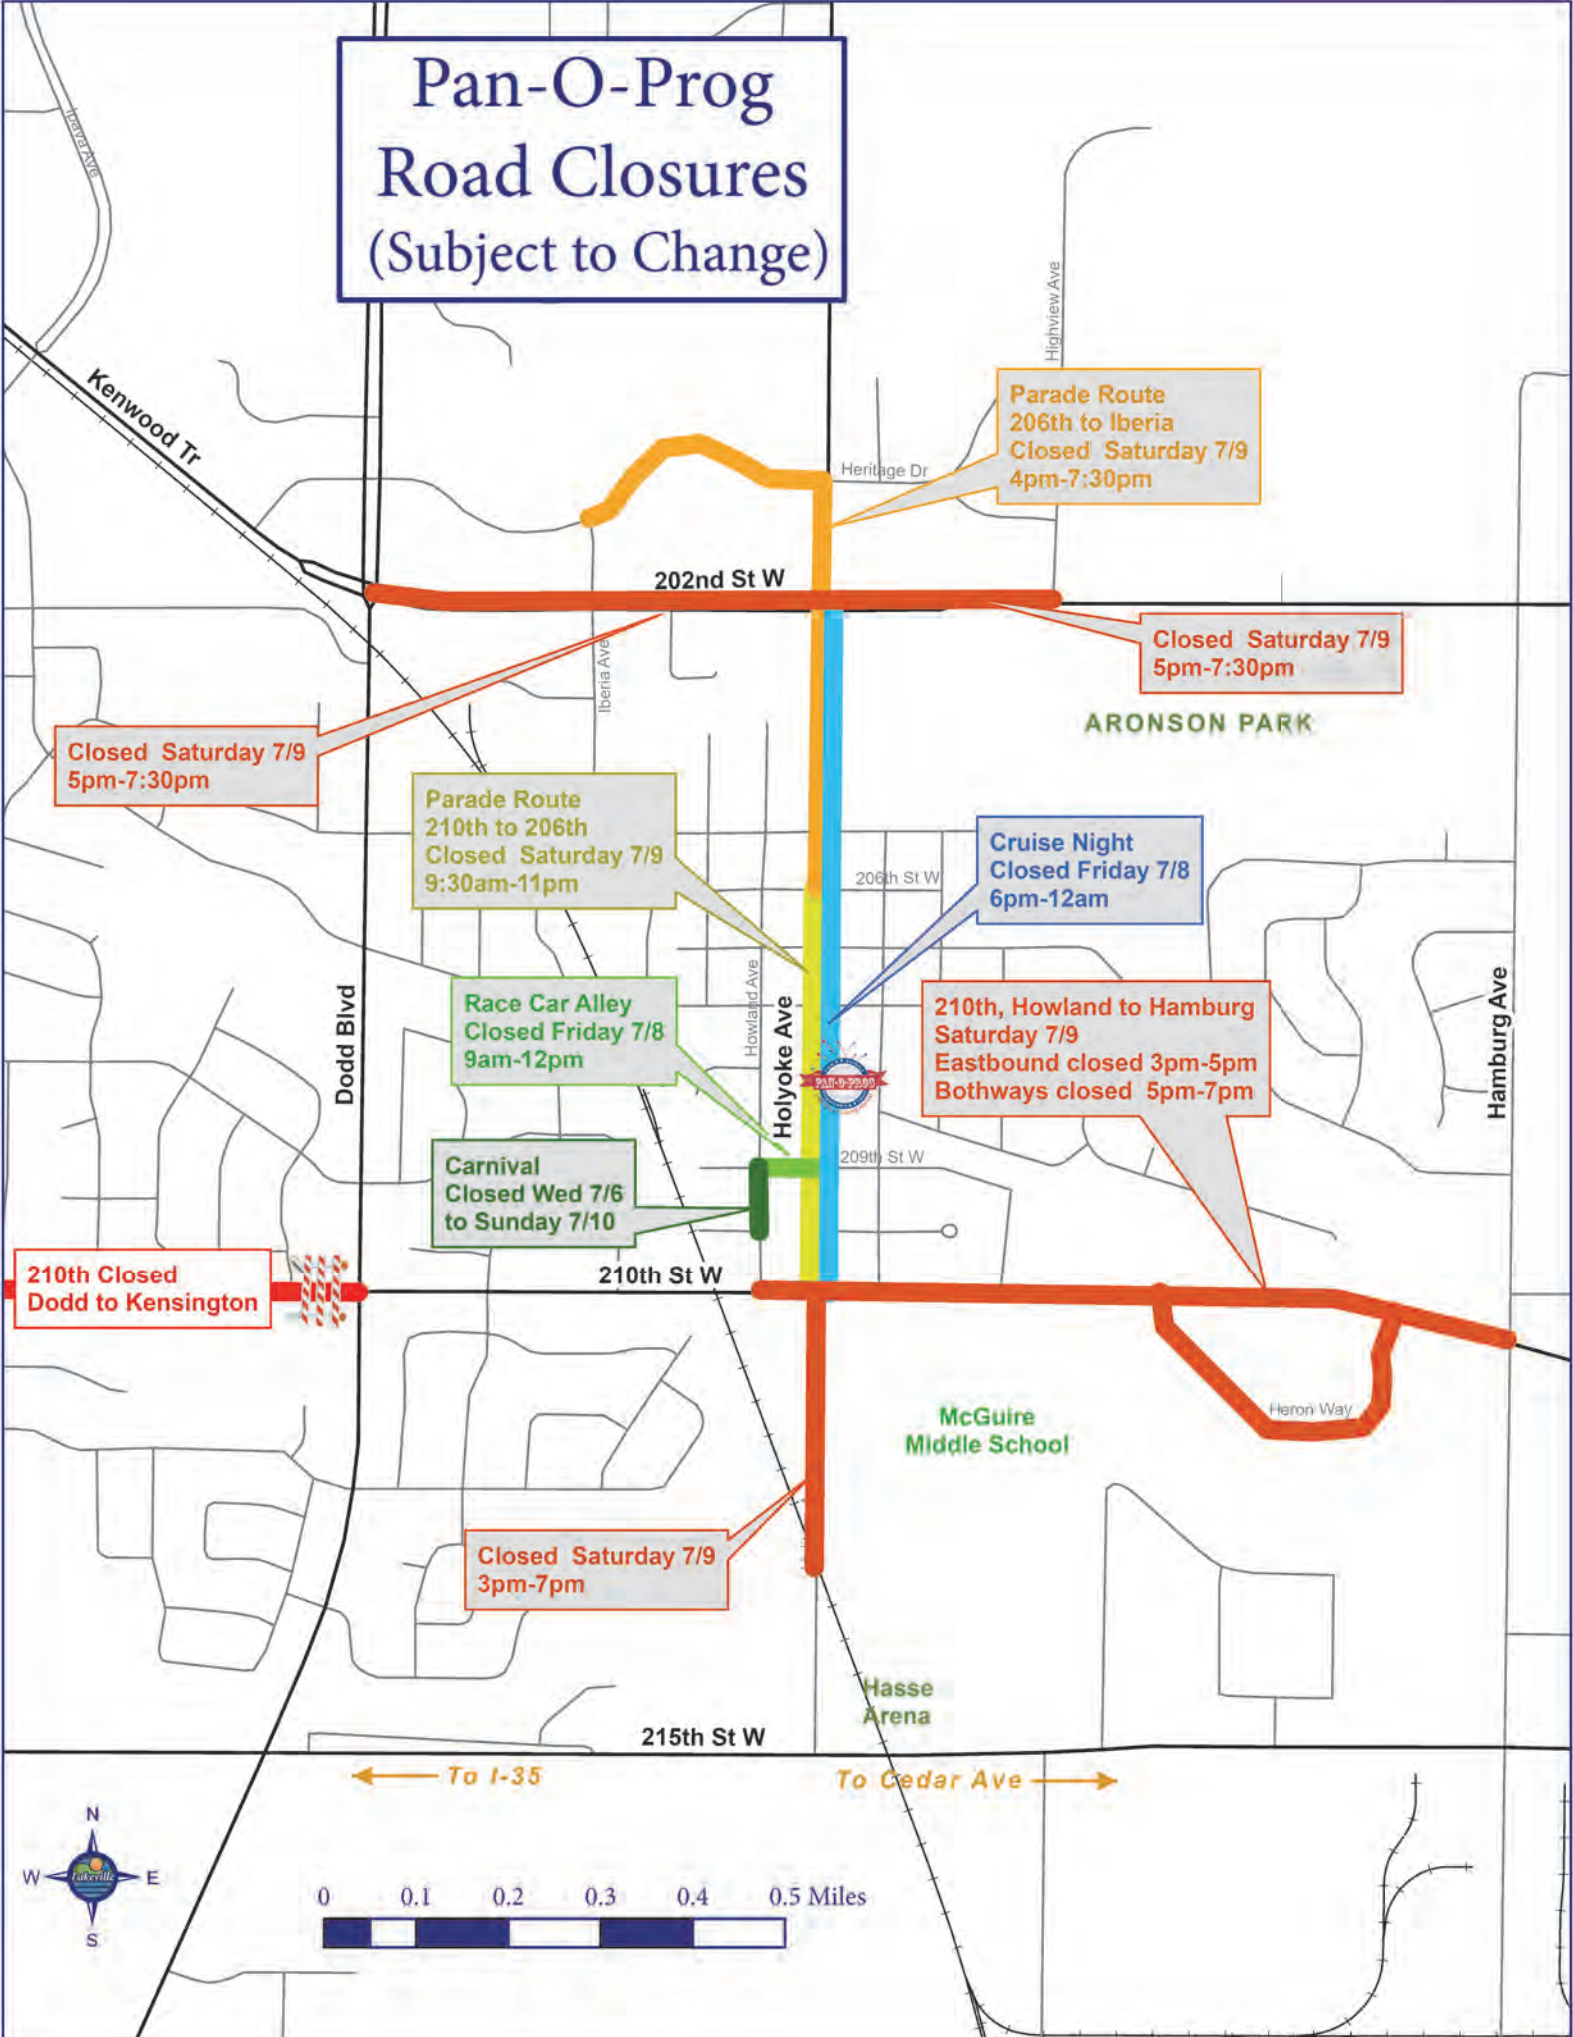 Pan-O-Prog
Road Closures
(Subject to Change)
Ipava Ave
Kenwood Tr
Highview Ave
Parade Route
206th to Iberia
Closed Saturday 7/9
4pm-7:30pm
Heritage Dr
202nd St W
Closed Saturday 7/9
5pm-7:30pm
Iberia Ave
ARONSON PARK
Closed Saturday 7/9
5pm-7:30pm
Parade Route
210th to 206th
Closed Saturday 7/9
9:30am-11pm
Cruise Night
Closed Friday 7/8
6pm-12am
206th St W
Dodd Blvd
Race Car Alley
Closed Friday 7/8
9am-12pm
Howland Ave
Holyoke Ave
PAN-O-PROG
210th, Howland to Hamburg
Saturday 7/9
Eastbound closed 3pm-5pm
Bothways closed 5pm-7pm
Hamburg Ave
Carnival
Closed Wed 7/6
to Sunday 7/10
209th St W
210th Closed
Dodd to Kensington
210th St W
Heron Way
McGuire
Middle School
Closed Saturday 7/9
3pm-7pm
Hasse
Arena
215th St W
To I-35
To Cedar Ave
N
W
Lakeville
E
S
0 0.1 0.2 0.3 0.4 0.5 Miles